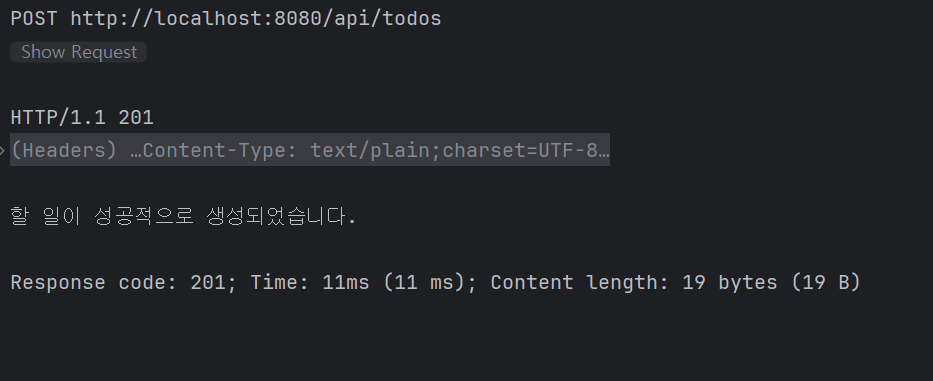 POST http://localhost:8080/api/todos
Show Request
HTTP/1.1 201
(Headers) …Content-Type: text/plain;charset=UTF-8…
할 일이 성공적으로 생성되었습니다.
Response code: 201; Time: 11ms (11 ms); Content length: 19 bytes (19 B)